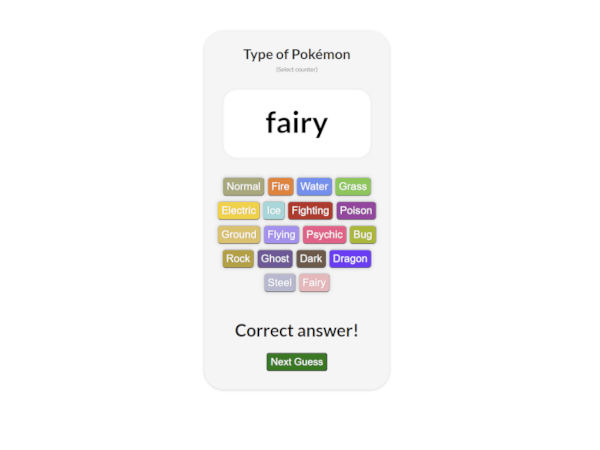 Type of Pokémon
(Select counter)
fairy
Normal Fire Water Grass
Electric Ice Fighting Poison
Ground Flying Psychic Bug
Rock Ghost Dark Dragon
Steel Fairy
Correct answer!
Next Guess